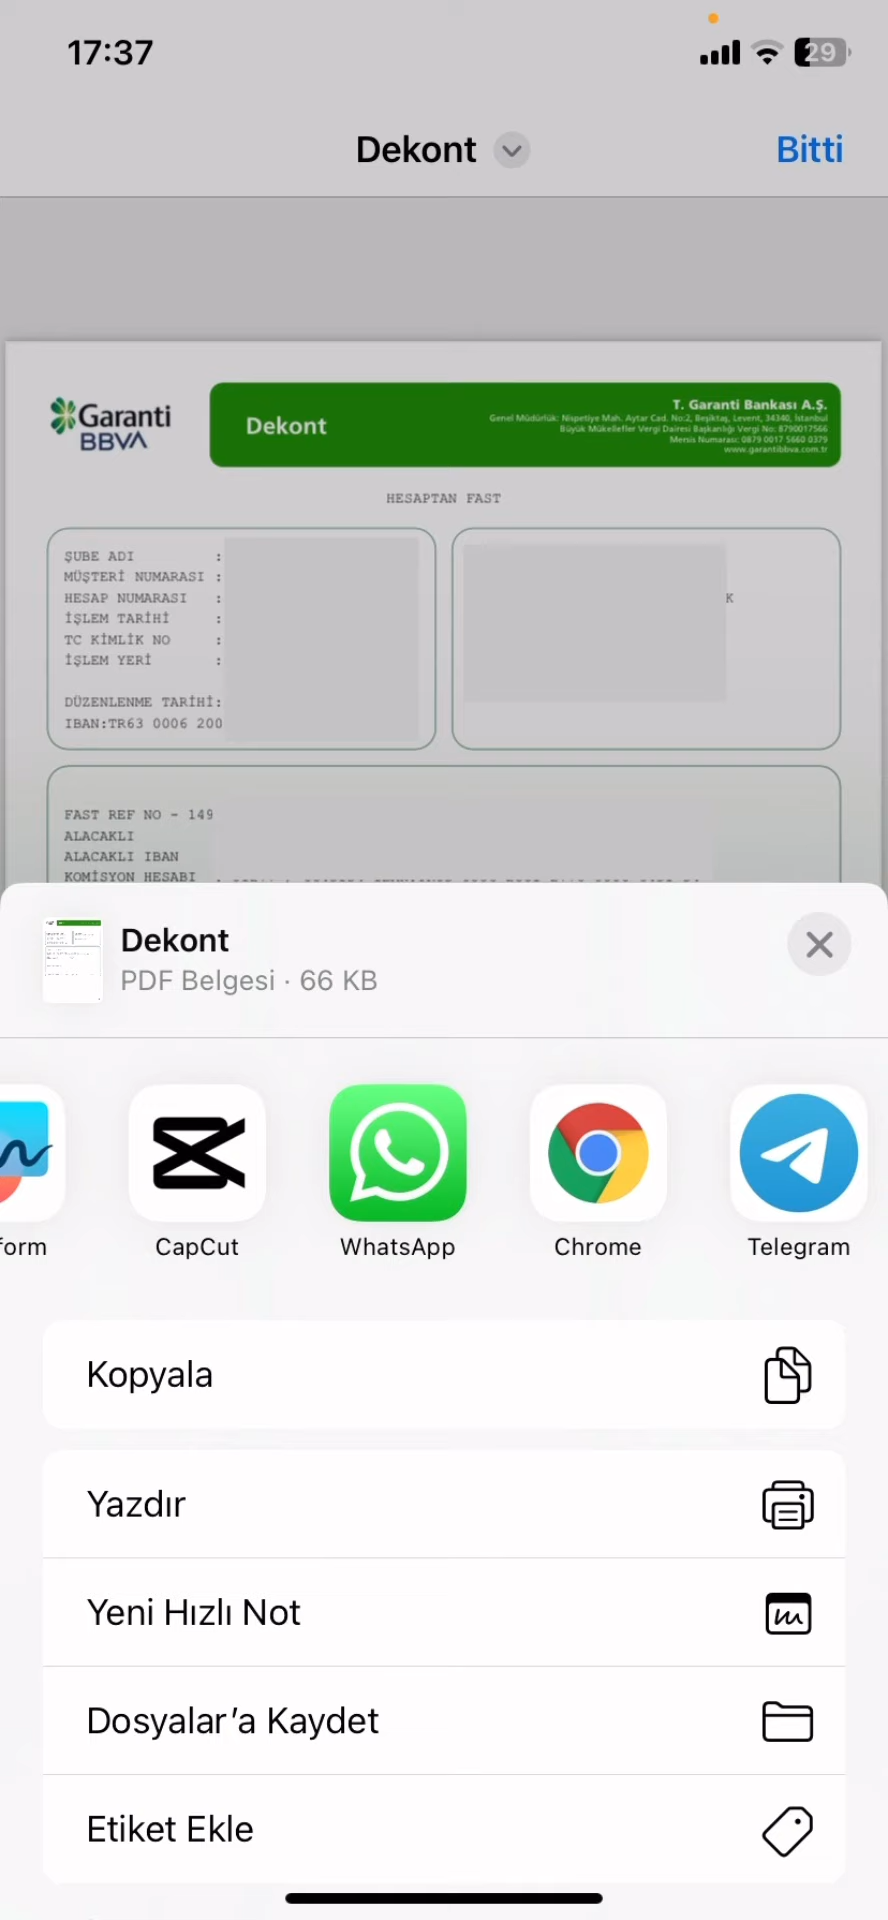 17:37
29
Dekont
Bitti
Garanti
BBVA
Dekont
T. Garanti Bankası A.Ş.
Genel Müdürlük: Nispetiye Mah. Aytar Cad. No:2, Beşiktaş, Levent, 34340, İstanbul
Büyük Mükellefler Vergi Dairesi Başkanlığı Vergi No: 8790017566
Mersis Numarası: 0879 0017 5660 0379
www.garantibbva.com.tr
HESAPTAN FAST
ŞUBE ADI :
MÜŞTERİ NUMARASI :
HESAP NUMARASI :
K
İŞLEM TARİHİ :
TC KİMLİK NO :
İŞLEM YERİ :
DÜZENLENME TARİHİ:
IBAN:TR63 0006 200
FAST REF NO - 149
ALACAKLI
ALACAKLI IBAN
KOMİSYON HESABI
Dekont
PDF Belgesi · 66 KB
form
CapCut
WhatsApp
Chrome
Telegram
Kopyala
Yazdır
Yeni Hızlı Not
Dosyalar'a Kaydet
Etiket Ekle